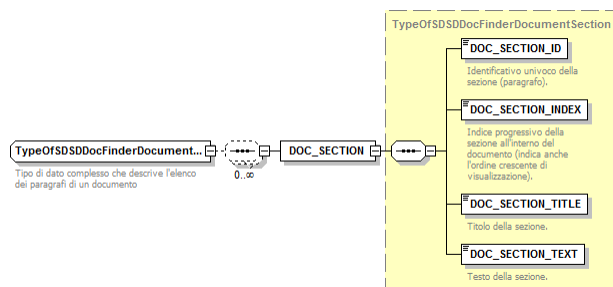 TypeOfSDSDDocFinderDocumentSection
DOC_SECTION_ID
Identificativo univoco della
sezione (paragrafo).
DOC_SECTION_INDEX
Indice progressivo della
sezione all'interno del
documento (indica anche
l'ordine crescente di
visualizzazione).
TypeOfSDSDDocFinderDocument...
Tipo di dato complesso che descrive l'elenco
dei paragrafi di un documento
0..∞
DOC_SECTION
DOC_SECTION_TITLE
Titolo della sezione.
DOC_SECTION_TEXT
Testo della sezione.